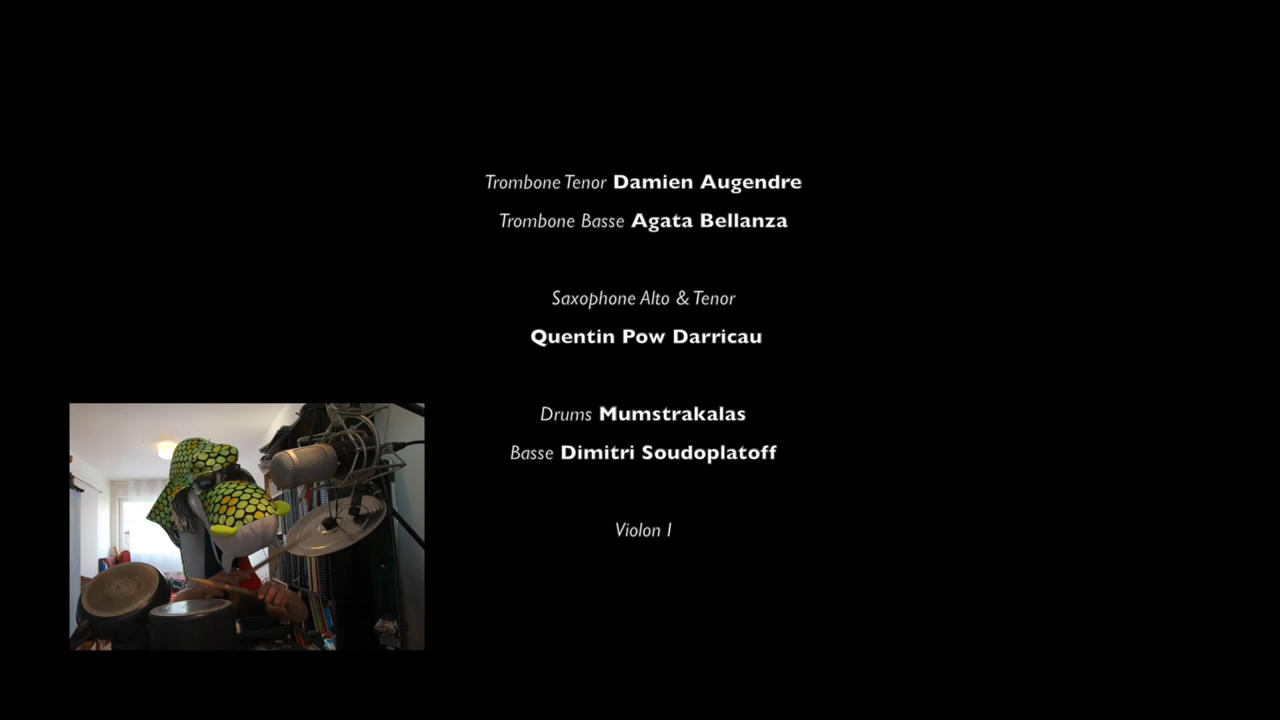 Trombone Tenor Damien Augendre
Trombone Basse Agata Bellanza
Saxophone Alto & Tenor
Quentin Pow Darricau
Drums Mumstrakalas
Basse Dimitri Soudoplatoff
Violon 1